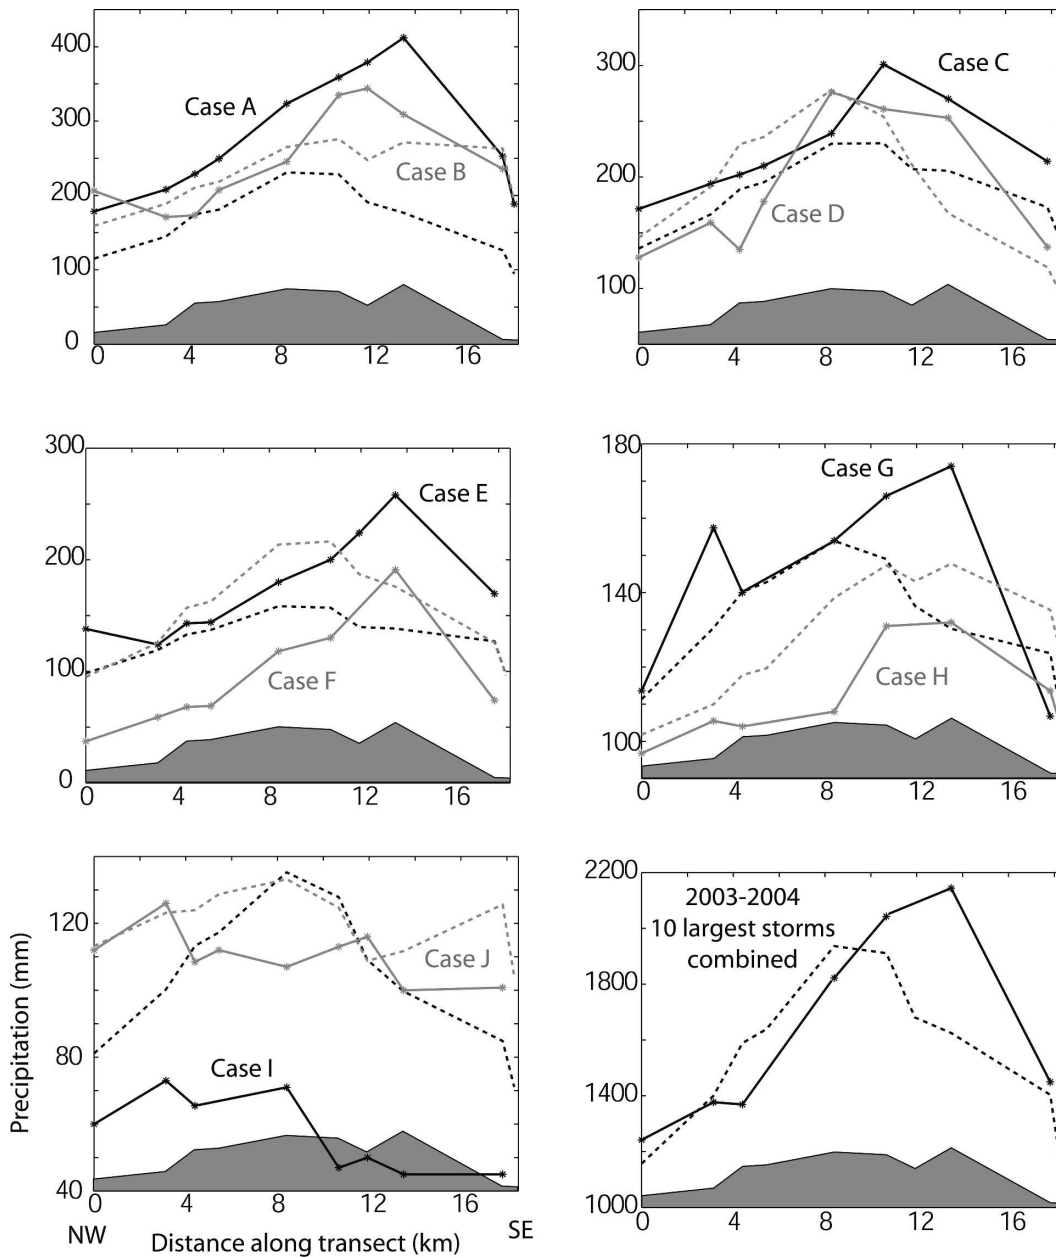 400
300
200
100
0
Case A
Case B
0 4 8 12 16
300
200
100
Case C
Case D
0 4 8 12 16
300
200
100
0
Case E
Case F
0 4 8 12 16
180
140
100
Case G
Case H
0 4 8 12 16
Precipitation (mm)
120
80
40
Case J
Case I
0 4 8 12 16
NW
SE
Distance along transect (km)
2200
1800
1400
1000
2003-2004
10 largest storms
combined
0 4 8 12 16